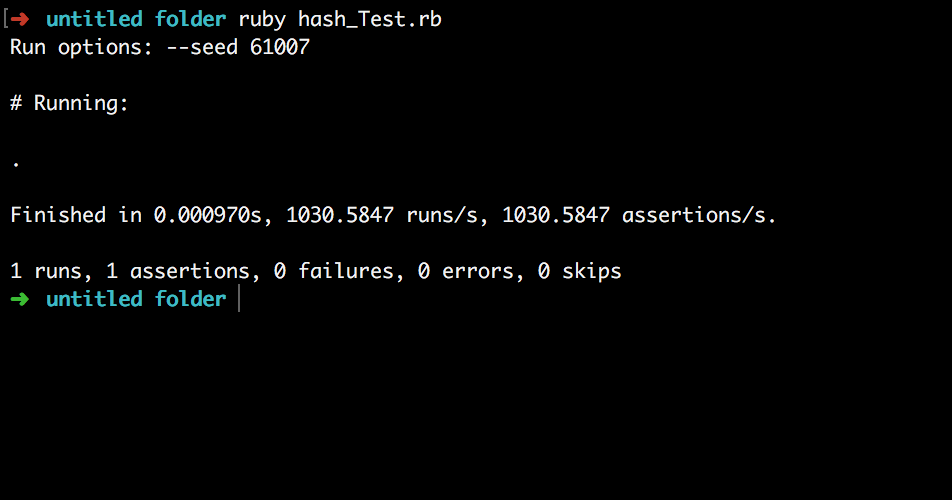 [➜ untitled folder ruby hash_Test.rb
Run options: --seed 61007
# Running:
.
Finished in 0.000970s, 1030.5847 runs/s, 1030.5847 assertions/s.
1 runs, 1 assertions, 0 failures, 0 errors, 0 skips
➜ untitled folder